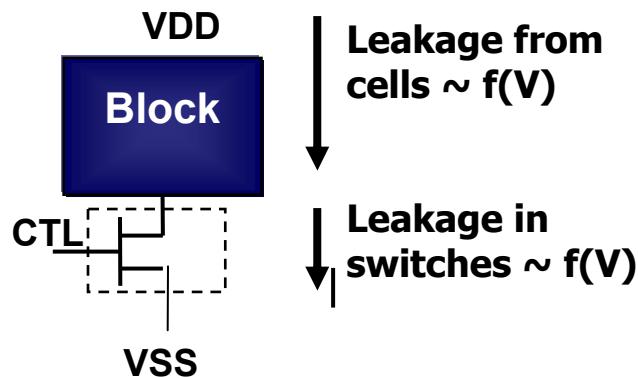 VDD
Block
CTL
VSS
Leakage from
cells ~ f(V)
Leakage in
switches ~ f(V)